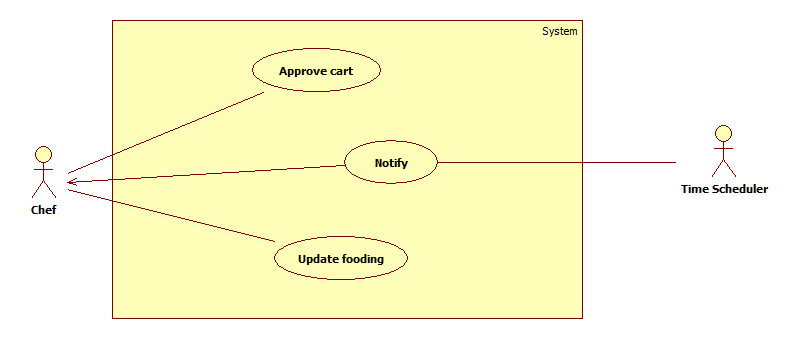 System
Approve cart
Notify
Chef
Time Scheduler
Update fooding